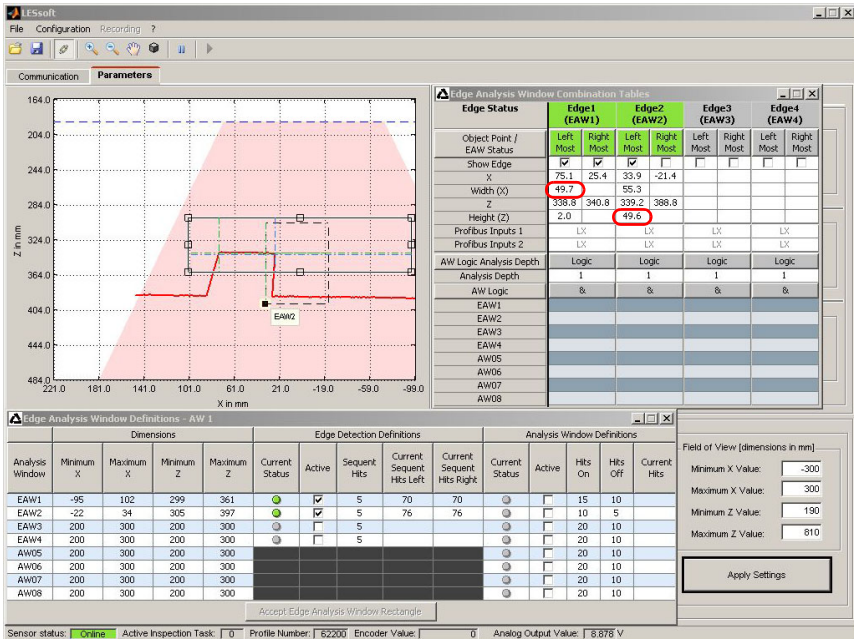 LESsoft
File Configuration Recording ?
Communication Parameters
164.0
204.0
244.0
284.0
324.0
364.0
404.0
444.0
484.0
Z in mm
221.0 181.0 141.0 101.0 61.0 21.0 -19.0 -59.0 -99.0
X in mm
EAW2
Edge Analysis Window Combination Tables
Edge Status Edge1 (EAW1) Edge2 (EAW2) Edge3 (EAW3) Edge4 (EAW4)
Object Point / EAW Status Left Most Right Most Left Most Right Most Left Most Right Most Left Most Right Most
Show Edge
X 75.1 25.4 33.9 -21.4
Width (X) 49.7 55.3
Z 338.8 340.8 339.2 388.8
Height (Z) 2.0 49.6
Profibus Inputs 1 LX LX LX LX
Profibus Inputs 2 LX LX LX LX
AW Logic Analysis Depth Logic Logic Logic Logic
Analysis Depth 1 1 1 1
AW Logic & & & &
EAW1
EAW2
EAW3
EAW4
AW05
AW06
AW07
AW08
Edge Analysis Window Definitions - AW 1
Dimensions Edge Detection Definitions Analysis Window Definitions
Analysis Window Minimum X Maximum X Minimum Z Maximum Z Current Status Active Sequent Hits Current Sequent Hits Left Current Sequent Hits Right Current Status Active Hits On Hits Off Current Hits
EAW1 -95 102 299 361 5 70 70 15 10
EAW2 -22 34 305 397 5 76 76 10 5
EAW3 200 300 200 300 5 20 10
EAW4 200 300 200 300 5 20 10
AW05 200 300 200 300 20 10
AW06 200 300 200 300 20 10
AW07 200 300 200 300 20 10
AW08 200 300 200 300 20 10
Accept Edge Analysis Window Rectangle
Field of View [dimensions in mm]
Minimum X Value: -300
Maximum X Value: 300
Minimum Z Value: 190
Maximum Z Value: 810
Apply Settings
Sensor status: Online Active Inspection Task: 0 Profile Number: 62200 Encoder Value: 0 Analog Output Value: 8.878 V